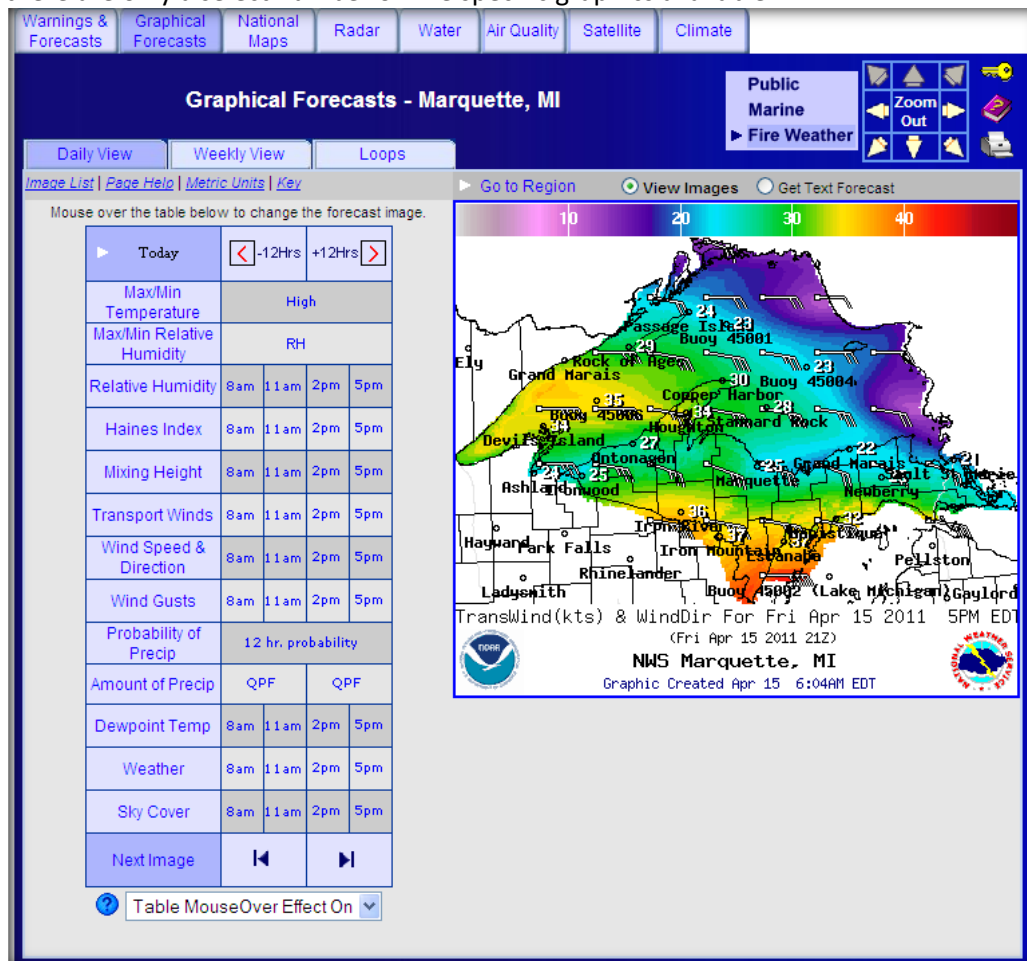 Warnings & Forecasts
Graphical Forecasts
National Maps
Radar
Water
Air Quality
Satellite
Climate
Graphical Forecasts - Marquette, MI
Public
Marine
Fire Weather
Zoom Out
Daily View
Weekly View
Loops
Image List | Page Help | Metric Units | Key
Go to Region
View Images
Get Text Forecast
Mouse over the table below to change the forecast image.
Today
-12Hrs
+12Hrs
Max/Min Temperature
High
Max/Min Relative Humidity
RH
Relative Humidity 8am 11am 2pm 5pm
Haines Index 8am 11am 2pm 5pm
Mixing Height 8am 11am 2pm 5pm
Transport Winds 8am 11am 2pm 5pm
Wind Speed & Direction 8am 11am 2pm 5pm
Wind Gusts 8am 11am 2pm 5pm
Probability of Precip
12 hr. probability
Amount of Precip QPF QPF
Dewpoint Temp 8am 11am 2pm 5pm
Weather 8am 11am 2pm 5pm
Sky Cover 8am 11am 2pm 5pm
Next Image
Table MouseOver Effect On
10 20 30 40
24
23
Buoy 45001
29
Ely
Rock of Ages
Grand Marais
23
30 Buoy 45004
Copper Harbor
35
28
Buoy
34
Stannard Rock
Houghton
Devils Island
27
22
Ontonagon
25
Grand Marais
21
25
Marquette
Ashland
Ironwood
Newberry
36
32
37
Hayward
Park Falls
Iron Mountain
Escanaba
Pellston
Rhinelander
Ladysmith
Buoy 45002 (Lake Michigan)
Gaylord
TransWind(kts) & WindDir For Fri Apr 15 2011 5PM EDT
(Fri Apr 15 2011 21Z)
NWS Marquette, MI
Graphic Created Apr 15 6:04AM EDT
NOAA